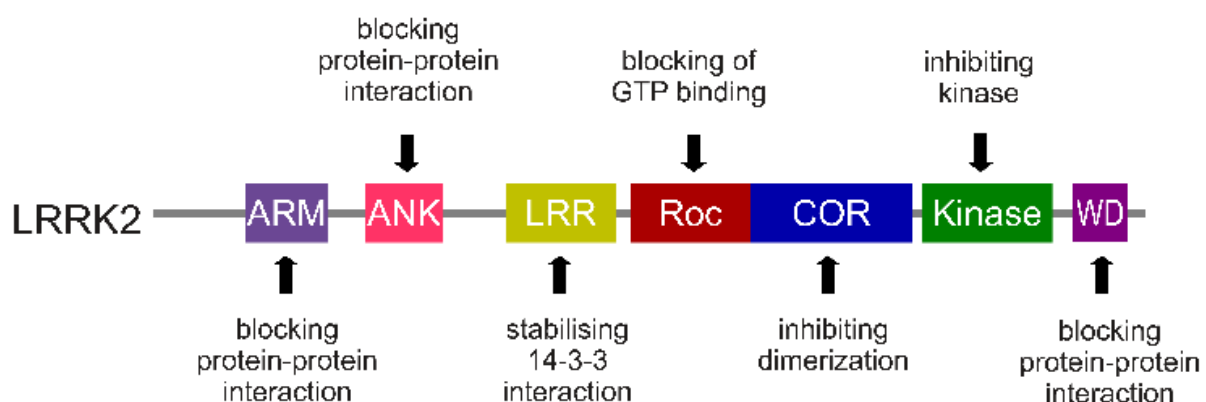 blocking
protein-protein
interaction
blocking of
GTP binding
inhibiting
kinase
LRRK2
ARM
ANK
LRR
Roc
COR
Kinase
WD
blocking
protein-protein
interaction
stabilising
14-3-3
interaction
inhibiting
dimerization
blocking
protein-protein
interaction